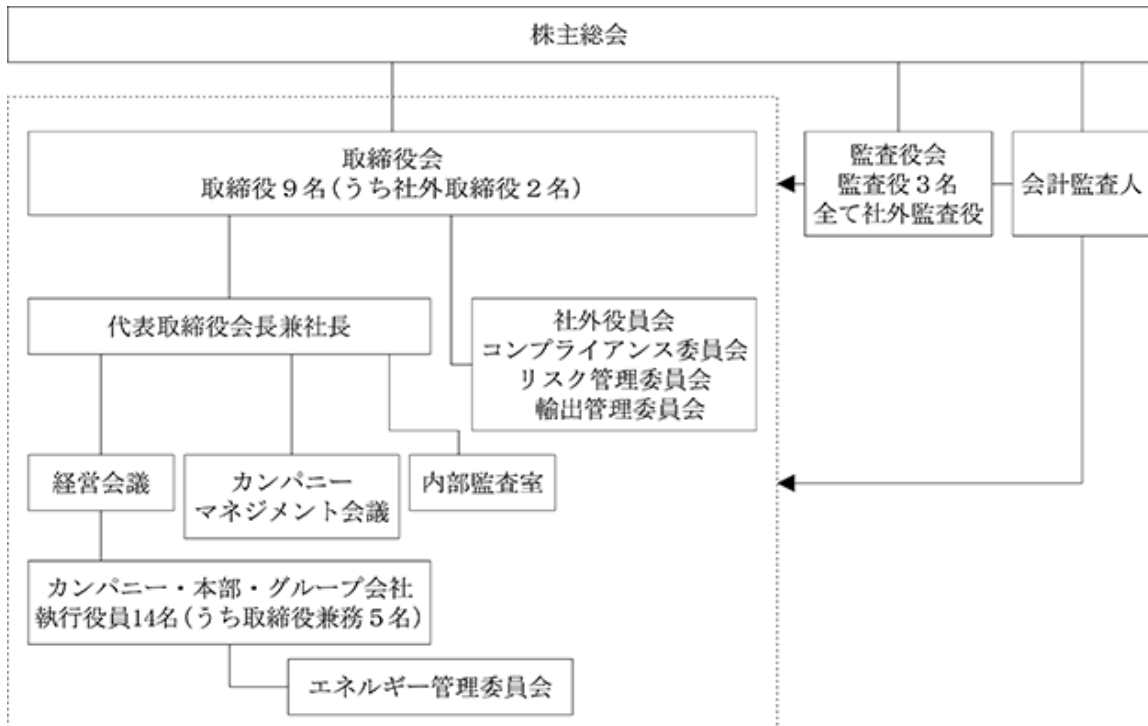 株主総会
取締役会
取締役９名（うち社外取締役２名）
監査役会
監査役３名
全て社外監査役
会計監査人
代表取締役会長兼社長
社外役員会
コンプライアンス委員会
リスク管理委員会
輸出管理委員会
経営会議
カンパニー
マネジメント会議
内部監査室
カンパニー・本部・グループ会社
執行役員14名（うち取締役兼務５名）
エネルギー管理委員会